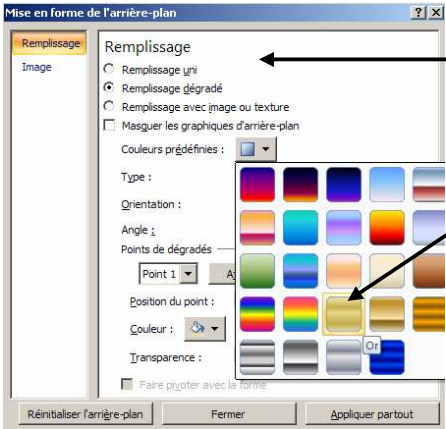 Mise en forme de l'arrière-plan
Remplissage
Image
Remplissage
Remplissage uni
Remplissage dégradé
Remplissage avec image ou texture
Masquer les graphiques d'arrière-plan
Couleurs prédéfinies :
Type :
Orientation :
Angle :
Points de dégradés
Point 1
Position du point :
Couleur :
Or
Transparence :
Faire pivoter avec la forme
Réinitialiser l'arrière-plan Fermer Appliquer partout